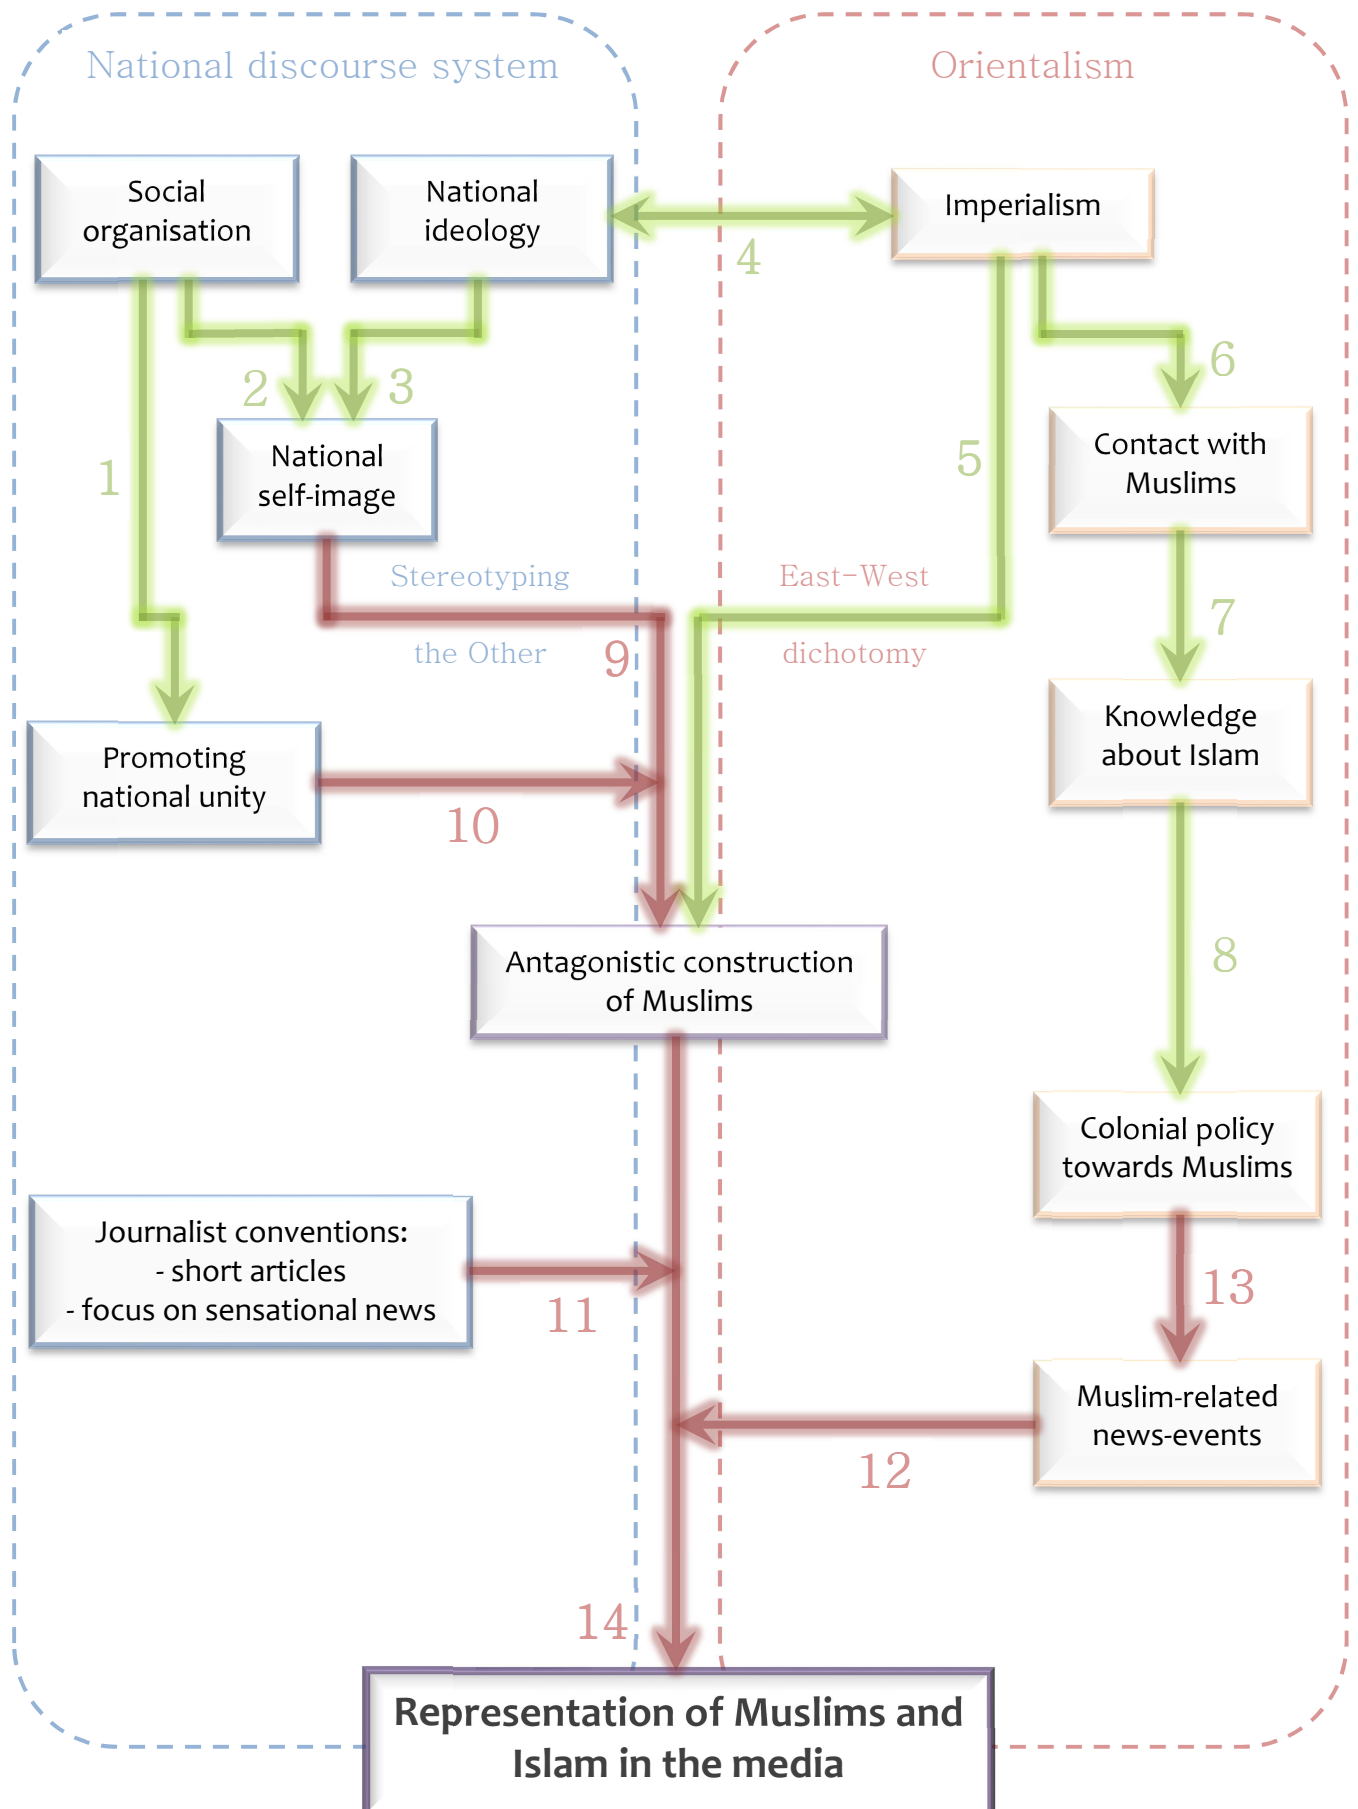 National discourse system
Orientalism
Social
organisation
National
ideology
Imperialism
4
2
3
6
1
5
National
self-image
Contact with
Muslims
Stereotyping
the Other
East-West
dichotomy
9
7
Knowledge
about Islam
Promoting
national unity
10
8
Antagonistic construction
of Muslims
Colonial policy
towards Muslims
Journalist conventions:
- short articles
- focus on sensational news
11
13
Muslim-related
news-events
12
14
Representation of Muslims and
Islam in the media